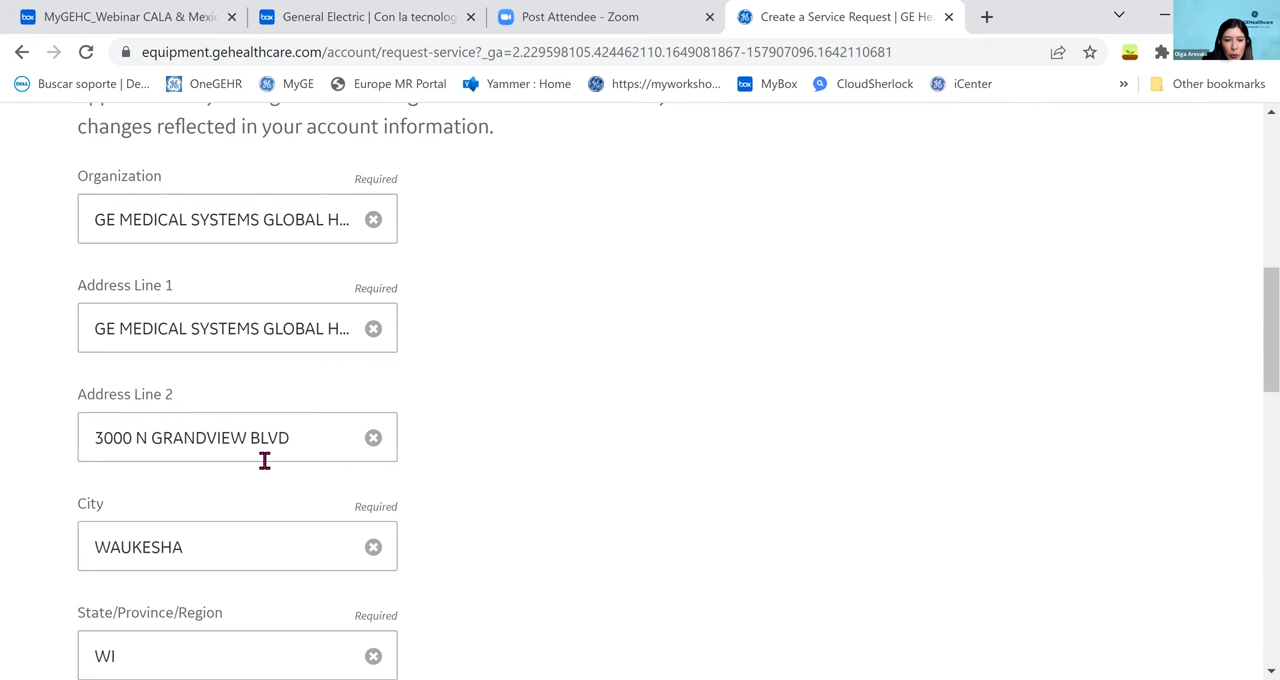 MyGEHC_Webinar CALA & Mexic
General Electric | Con la tecnolog
Post Attendee - Zoom
Create a Service Request | GE He
equipment.gehealthcare.com/account/request-service?_ga=2.229598105.424462110.1649081867-157907096.1642110681
Olga Arevalo
Buscar soporte | De...
OneGEHR
MyGE
Europe MR Portal
Yammer : Home
https://myworksho...
MyBox
CloudSherlock
iCenter
»
Other bookmarks
changes reflected in your account information.
Organization Required
GE MEDICAL SYSTEMS GLOBAL H...
Address Line 1 Required
GE MEDICAL SYSTEMS GLOBAL H...
Address Line 2
3000 N GRANDVIEW BLVD
City Required
WAUKESHA
State/Province/Region Required
WI